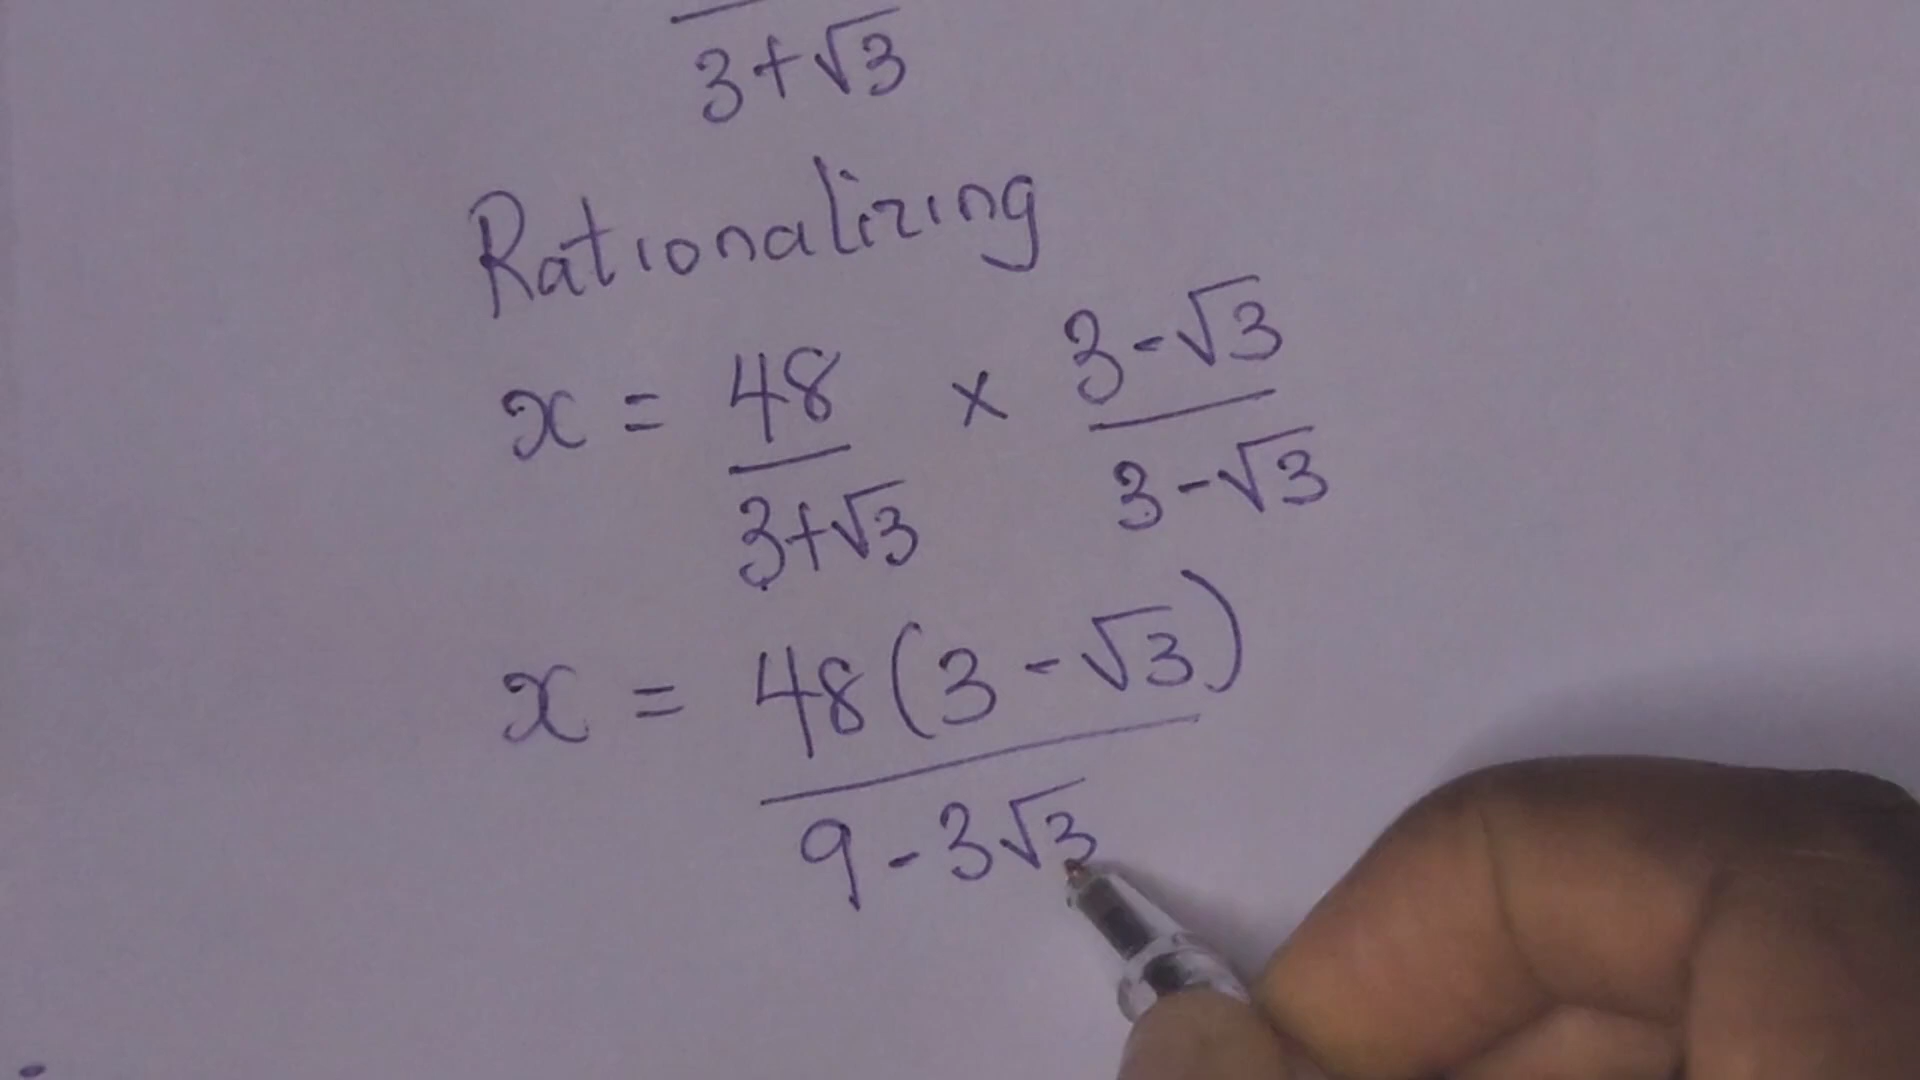 3+√3
Rationalizing
x = 48 × 3-√3
3+√3 3-√3
x = 48(3-√3)
9-3√3